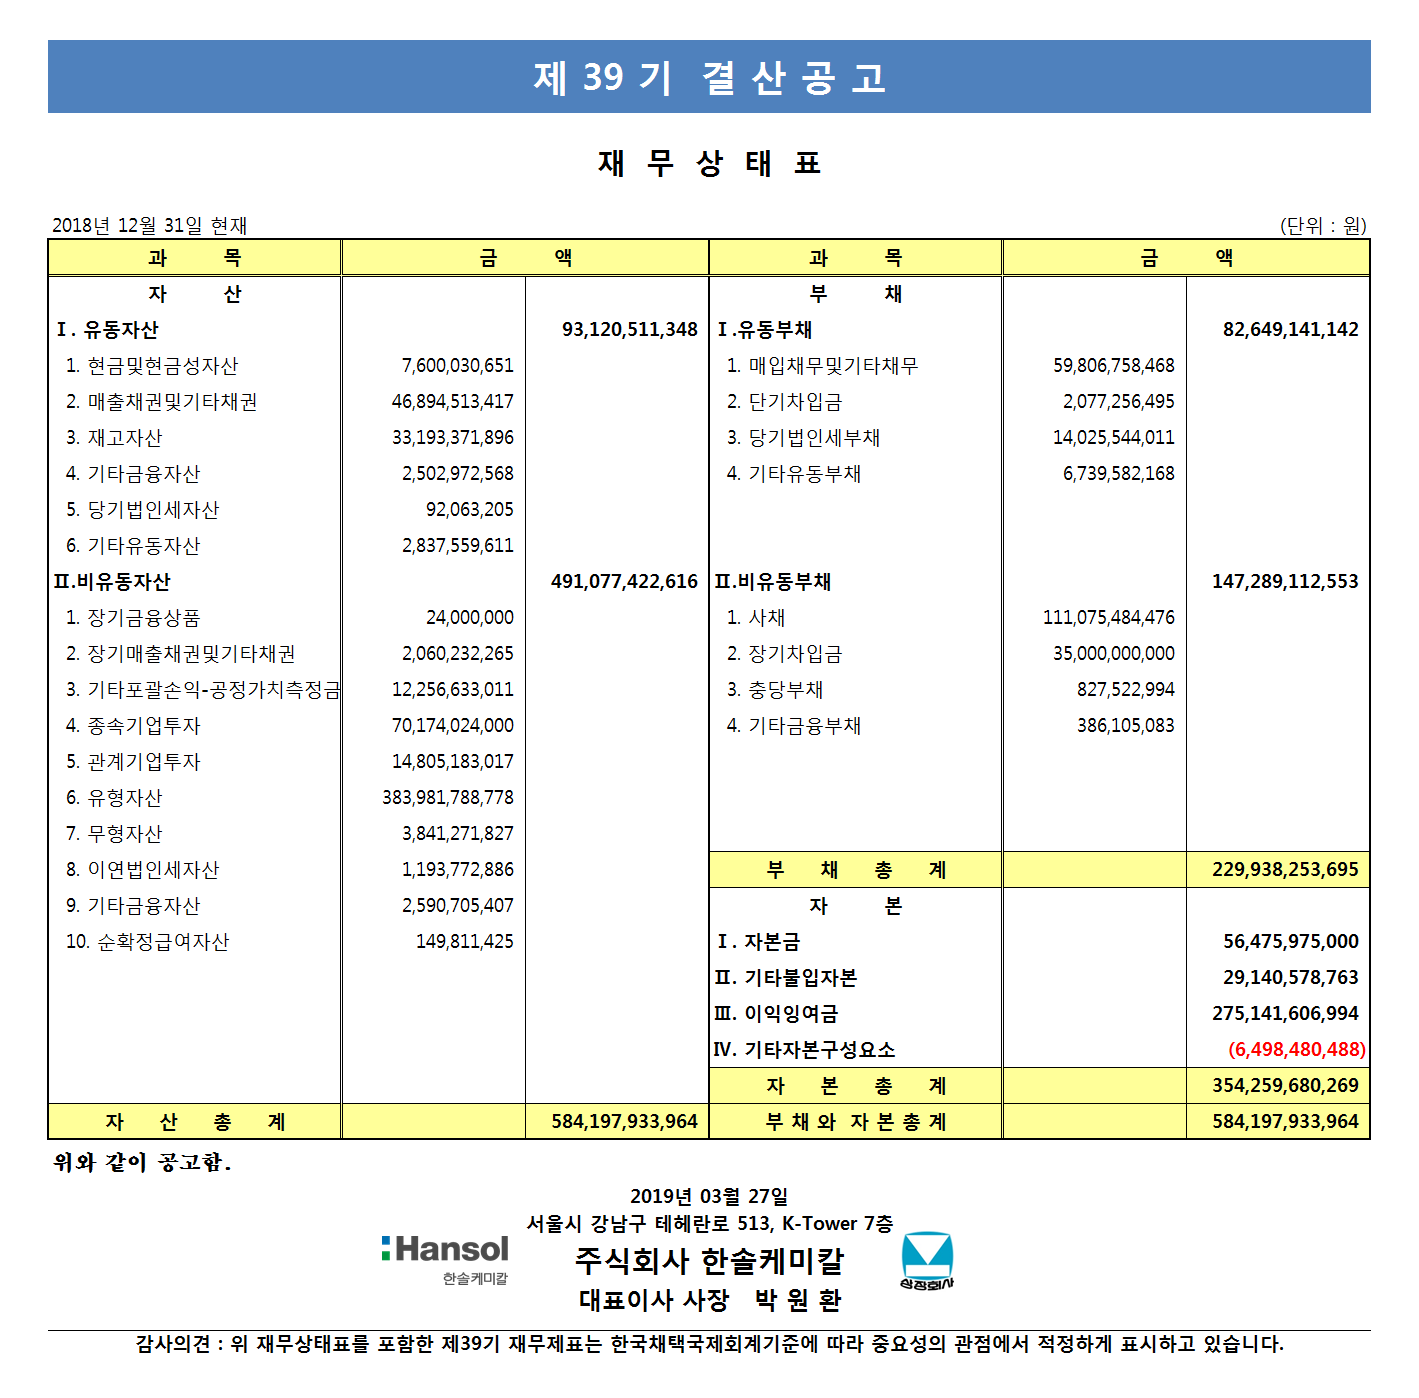 제 39 기 결 산 공 고
재 무 상 태 표
2018년 12월 31일 현재 (단위 : 원)
과 목 금 액 과 목 금 액
자 산 부 채
Ⅰ. 유동자산 93,120,511,348 Ⅰ.유동부채 82,649,141,142
1. 현금및현금성자산 7,600,030,651 1. 매입채무및기타채무 59,806,758,468
2. 매출채권및기타채권 46,894,513,417 2. 단기차입금 2,077,256,495
3. 재고자산 33,193,371,896 3. 당기법인세부채 14,025,544,011
4. 기타금융자산 2,502,972,568 4. 기타유동부채 6,739,582,168
5. 당기법인세자산 92,063,205
6. 기타유동자산 2,837,559,611
Ⅱ.비유동자산 491,077,422,616 Ⅱ.비유동부채 147,289,112,553
1. 장기금융상품 24,000,000 1. 사채 111,075,484,476
2. 장기매출채권및기타채권 2,060,232,265 2. 장기차입금 35,000,000,000
3. 기타포괄손익-공정가치측정금 12,256,633,011 3. 충당부채 827,522,994
4. 종속기업투자 70,174,024,000 4. 기타금융부채 386,105,083
5. 관계기업투자 14,805,183,017
6. 유형자산 383,981,788,778
7. 무형자산 3,841,271,827
8. 이연법인세자산 1,193,772,886 부 채 총 계 229,938,253,695
9. 기타금융자산 2,590,705,407 자 본
10. 순확정급여자산 149,811,425 Ⅰ. 자본금 56,475,975,000
Ⅱ. 기타불입자본 29,140,578,763
Ⅲ. 이익잉여금 275,141,606,994
Ⅳ. 기타자본구성요소 (6,498,480,488)
자 본 총 계 354,259,680,269
자 산 총 계 584,197,933,964 부 채 와 자 본 총 계 584,197,933,964
위와 같이 공고함.
2019년 03월 27일
서울시 강남구 테헤란로 513, K-Tower 7층
Hansol 주식회사 한솔케미칼
한솔케미칼 상장회사
대표이사 사장 박 원 환
감사의견 : 위 재무상태표를 포함한 제39기 재무제표는 한국채택국제회계기준에 따라 중요성의 관점에서 적정하게 표시하고 있습니다.